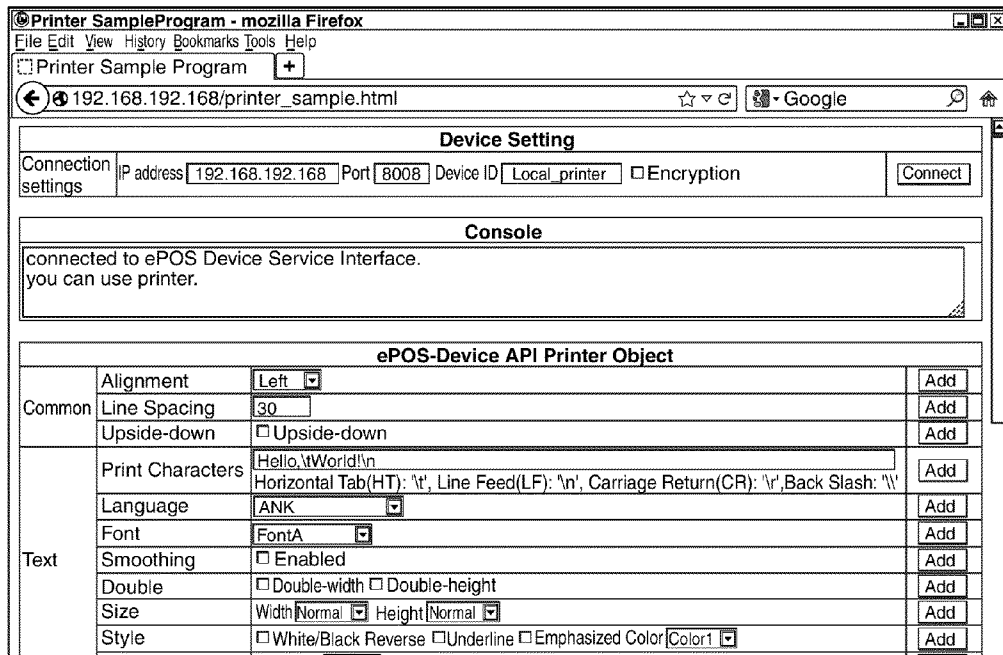 Printer SampleProgram - mozilla Firefox
File Edit View History Bookmarks Tools Help
Printer Sample Program +
192.168.192.168/printer_sample.html Google
Device Setting
Connection settings IP address 192.168.192.168 Port 8008 Device ID Local_printer Encryption Connect
Console
connected to ePOS Device Service Interface.
you can use printer.
ePOS-Device API Printer Object
Common Alignment Left Add
Line Spacing 30 Add
Upside-down Upside-down Add
Text Print Characters Hello,\tWorld!\n Add
Horizontal Tab(HT): '\t', Line Feed(LF): '\n', Carriage Return(CR): '\r',Back Slash: '\\'
Language ANK Add
Font FontA Add
Smoothing Enabled Add
Double Double-width Double-height Add
Size Width Normal Height Normal Add
Style White/Black Reverse Underline Emphasized Color Color1 Add